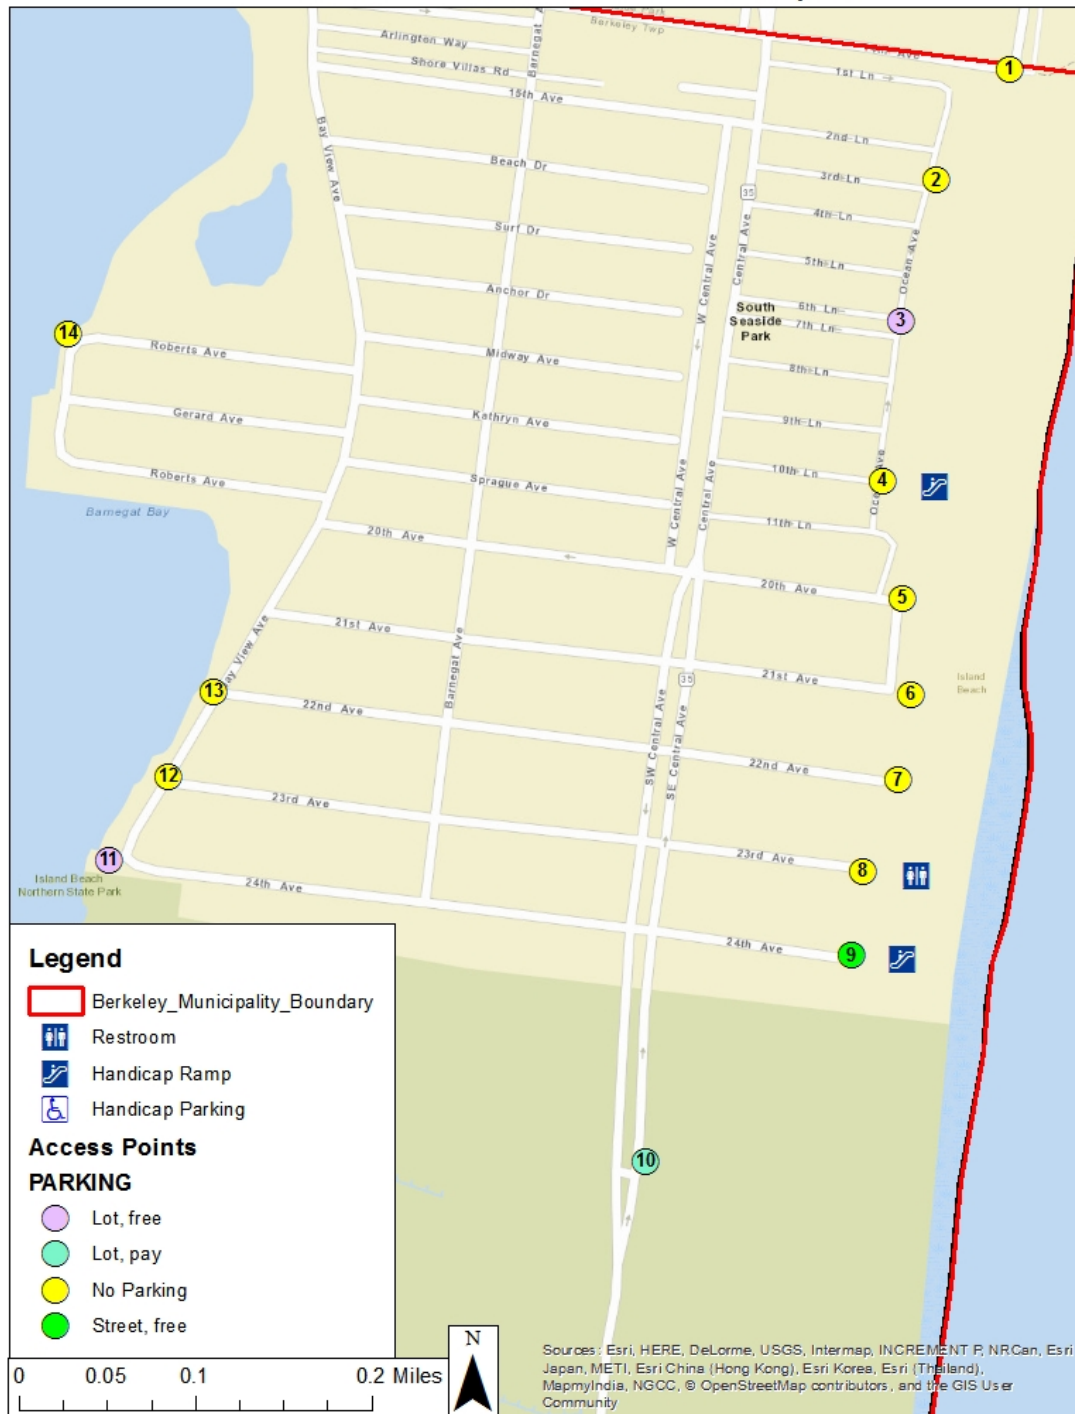 Berkeley Twp
Arlington Way
Shore Villas Rd
15th Ave
Barnegat A
1st Ln
1
Bay View Ave
2nd Ln
Beach Dr
3rd Ln
2
35
4th Ln
Surf Dr
Central Ave
W Central Ave
5th Ln
Ocean Ave
Anchor Dr
6th Ln
South
Seaside
Park
7th Ln
3
14
Roberts Ave
Midway Ave
8th Ln
Gerard Ave
Kathryn Ave
9th Ln
Roberts Ave
Sprague Ave
10th Ln
4
Barnegat Bay
W Central Ave
Central Ave
11th Ln
20th Ave
20th Ave
5
21st Ave
Barnegat Ave
21st Ave
Island
Beach
35
6
13
22nd Ave
SW Central Ave
SE Central Ave
22nd Ave
7
12
23rd Ave
23rd Ave
8
11
Island Beach
Northern State Park
24th Ave
24th Ave
9
10
Legend
Berkeley_Municipality_Boundary
Restroom
Handicap Ramp
Handicap Parking
Access Points
PARKING
Lot, free
Lot, pay
No Parking
Street, free
0 0.05 0.1 0.2 Miles
N
Sources: Esri, HERE, DeLorme, USGS, Intermap, INCREMENT P, NRCan, Esri
Japan, METI, Esri China (Hong Kong), Esri Korea, Esri (Thailand),
MapmyIndia, NGCC, © OpenStreetMap contributors, and the GIS User
Community